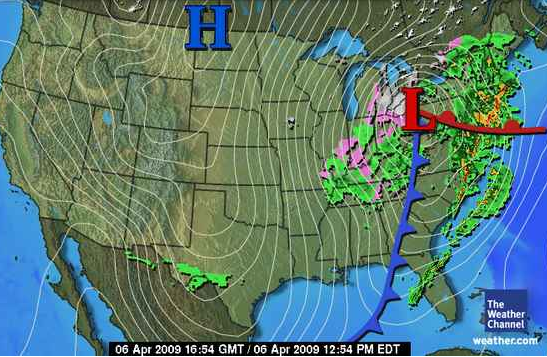 H
L
The
Weather
Channel
weather.com
06 Apr 2009 16:54 GMT / 06 Apr 2009 12:54 PM EDT